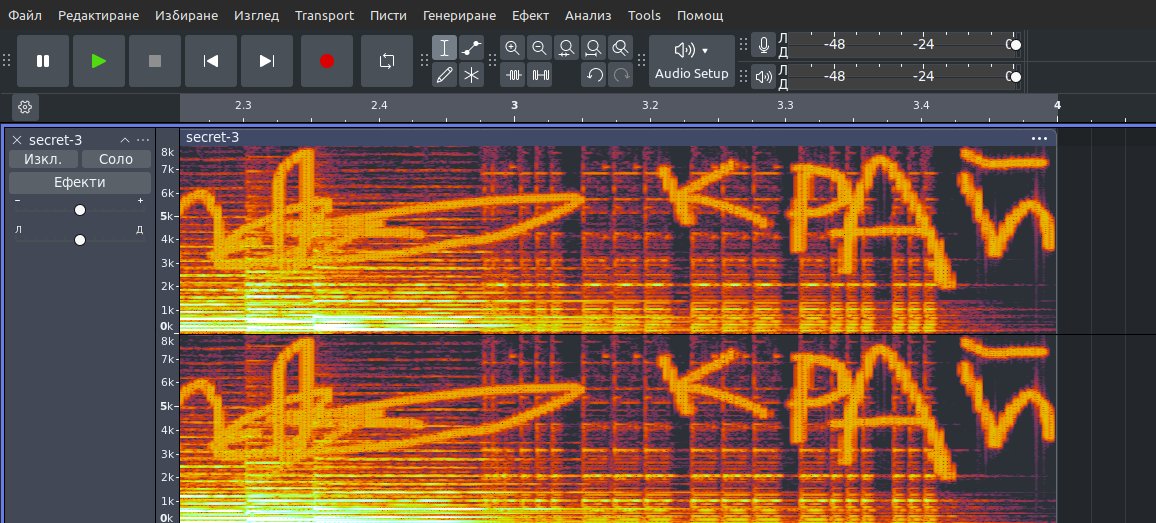 Файл Редактиране Избиране Изглед Transport Писти Генериране Ефект Анализ Tools Помощ
Audio Setup
Л Д -48 -24 0
Л Д -48 -24 0
2.3 2.4 3 3.2 3.3 3.4 4
secret-3
secret-3
Изкл. Соло
Ефекти
- +
Л Д
8k
7k
6k
5k
4k
3k
2k
1k
0k
КРАЙ
8k
7k
6k
5k
4k
3k
2k
1k
0k
КРАЙ